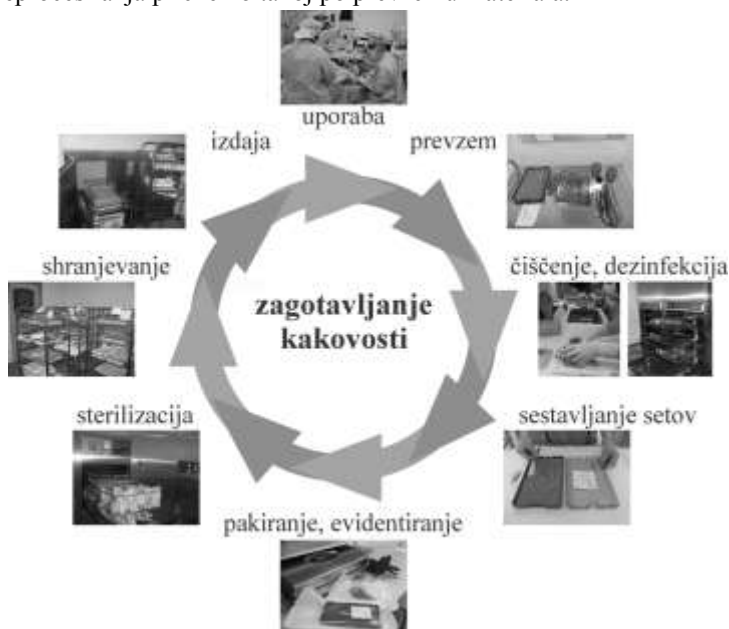 uporaba
izdaja
prevzem
shranjevanje
čiščenje, dezinfekcija
zagotavljanje
kakovosti
sterilizacija
sestavljanje setov
pakiranje, evidentiranje